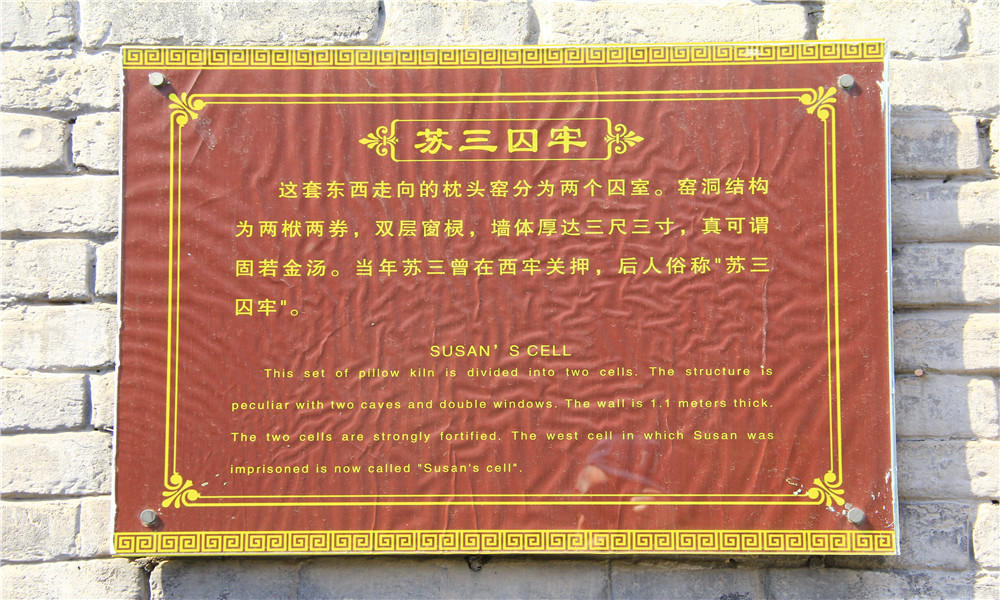 苏三囚牢
这套东西走向的枕头窑分为两个囚室。窑洞结构
为两栿两券，双层窗棂，墙体厚达三尺三寸，真可谓
固若金汤。当年苏三曾在西牢关押，后人俗称"苏三
囚牢"。
SUSAN'S CELL
This set of pillow kiln is divided into two cells. The structure is
peculiar with two caves and double windows. The wall is 1.1 meters thick.
The two cells are strongly fortified. The west cell in which Susan was
imprisoned is now called "Susan's cell".